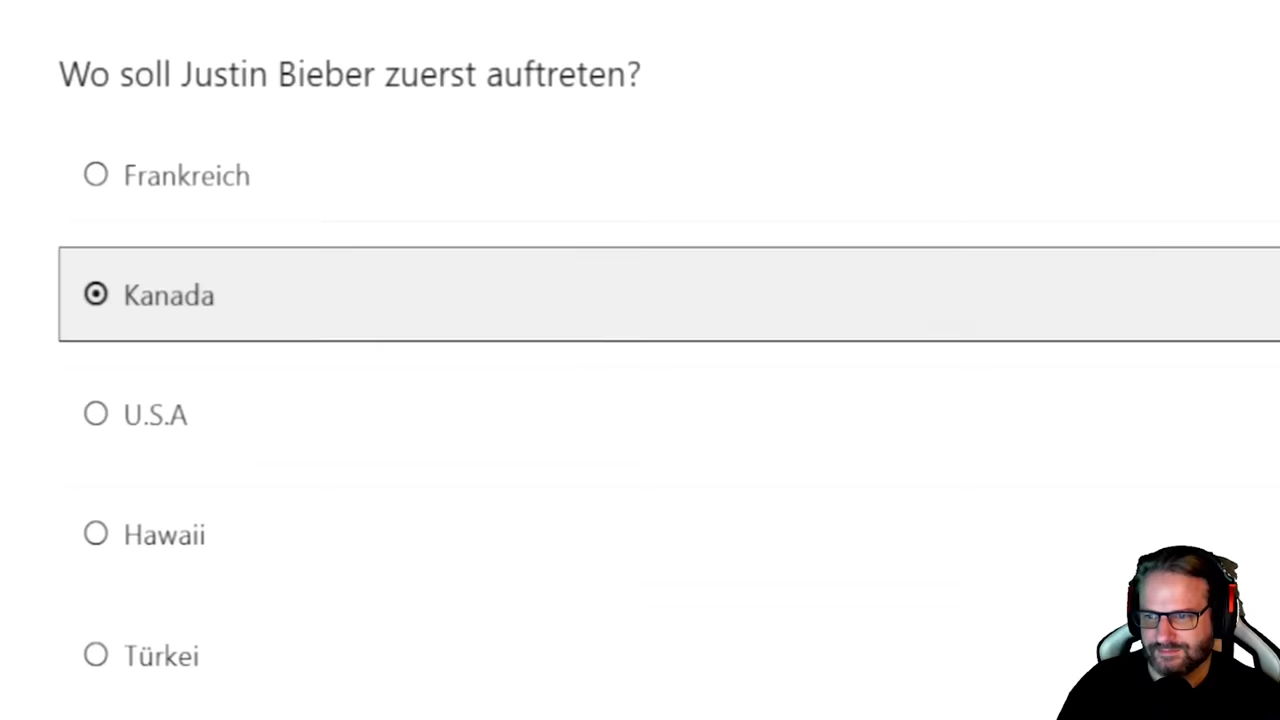 Wo soll Justin Bieber zuerst auftreten?
Frankreich
Kanada
U.S.A
Hawaii
Türkei